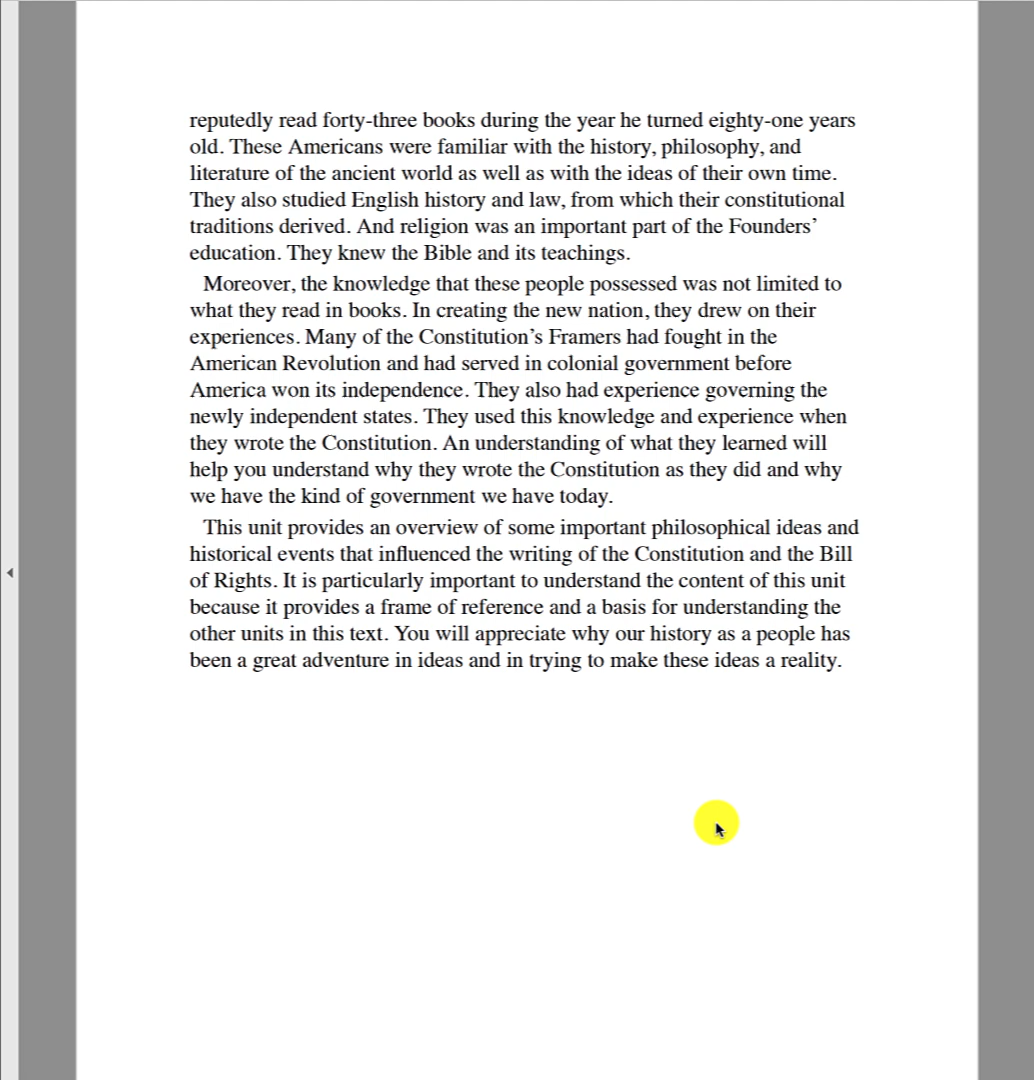 reputedly read forty-three books during the year he turned eighty-one years
old. These Americans were familiar with the history, philosophy, and
literature of the ancient world as well as with the ideas of their own time.
They also studied English history and law, from which their constitutional
traditions derived. And religion was an important part of the Founders’
education. They knew the Bible and its teachings.
Moreover, the knowledge that these people possessed was not limited to
what they read in books. In creating the new nation, they drew on their
experiences. Many of the Constitution’s Framers had fought in the
American Revolution and had served in colonial government before
America won its independence. They also had experience governing the
newly independent states. They used this knowledge and experience when
they wrote the Constitution. An understanding of what they learned will
help you understand why they wrote the Constitution as they did and why
we have the kind of government we have today.
This unit provides an overview of some important philosophical ideas and
historical events that influenced the writing of the Constitution and the Bill
of Rights. It is particularly important to understand the content of this unit
because it provides a frame of reference and a basis for understanding the
other units in this text. You will appreciate why our history as a people has
been a great adventure in ideas and in trying to make these ideas a reality.